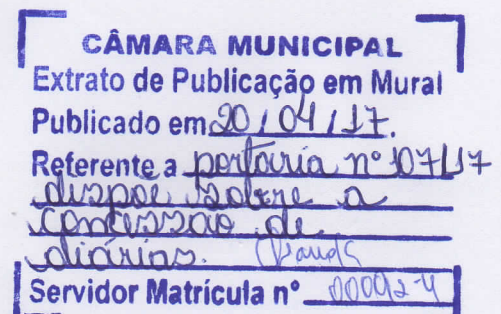 CÂMARA MUNICIPAL
Extrato de Publicação em Mural
Publicado em 20/04/17.
Referente a portaria nº 107/17
dispoe sobre a
concessão de
diárias.
Servidor Matrícula nº 00092-4